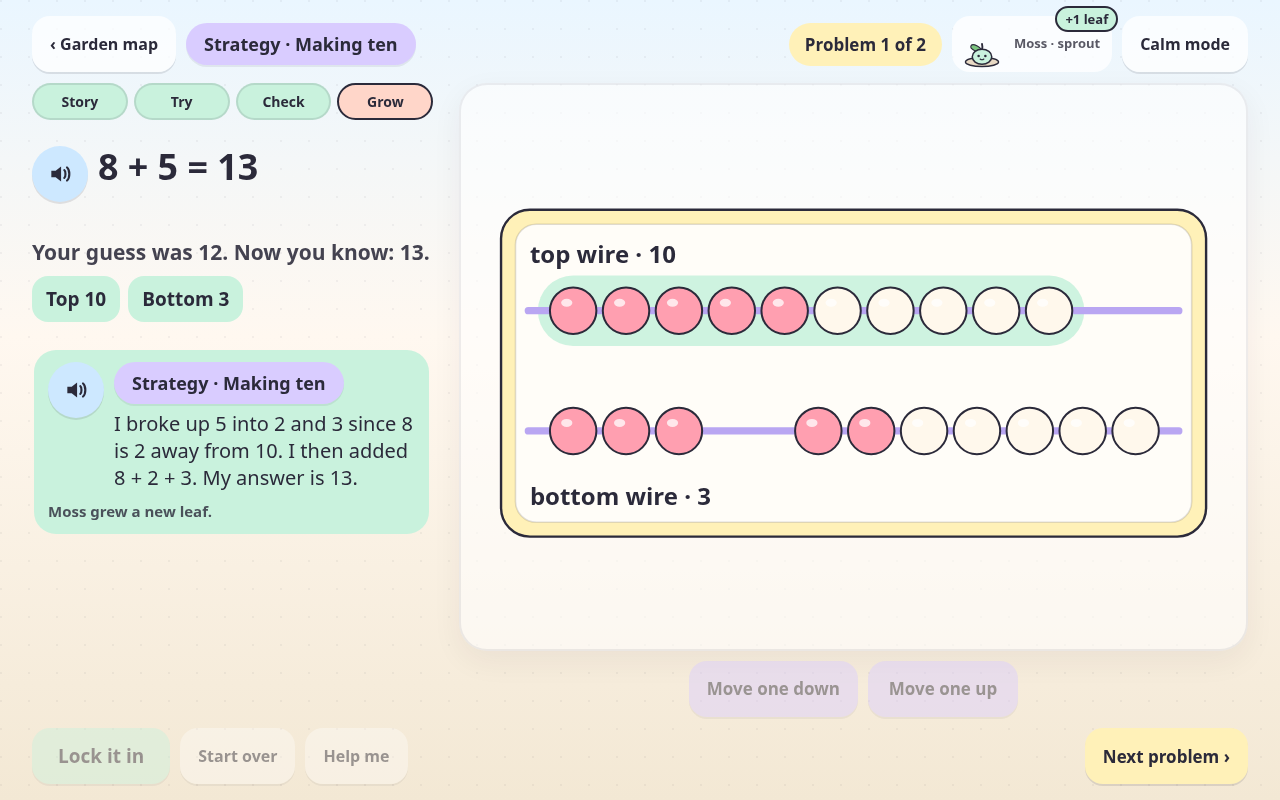 ‹ Garden map
Strategy · Making ten
Problem 1 of 2
+1 leaf
Moss · sprout
Calm mode
Story
Try
Check
Grow
8 + 5 = 13
Your guess was 12. Now you know: 13.
Top 10
Bottom 3
Strategy · Making ten
I broke up 5 into 2 and 3 since 8
is 2 away from 10. I then added
8 + 2 + 3. My answer is 13.
Moss grew a new leaf.
top wire · 10
bottom wire · 3
Move one down
Move one up
Lock it in
Start over
Help me
Next problem ›